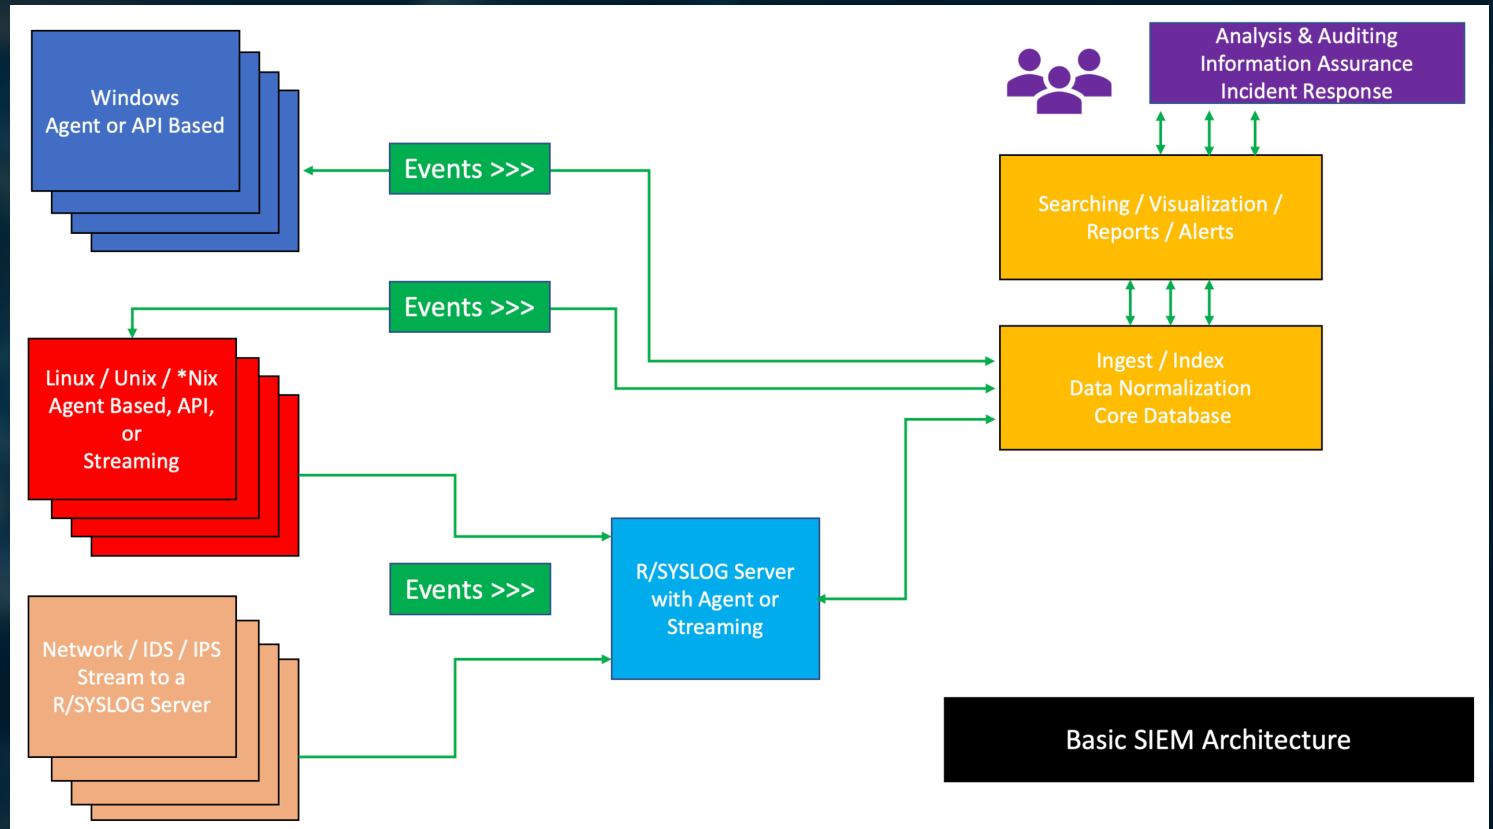 Windows
Agent or API Based
Events >>>
Events >>>
Linux / Unix / *Nix
Agent Based, API,
or
Streaming
Events >>>
Network / IDS / IPS
Stream to a
R/SYSLOG Server
R/SYSLOG Server
with Agent or
Streaming
Analysis & Auditing
Information Assurance
Incident Response
Searching / Visualization /
Reports / Alerts
Ingest / Index
Data Normalization
Core Database
Basic SIEM Architecture